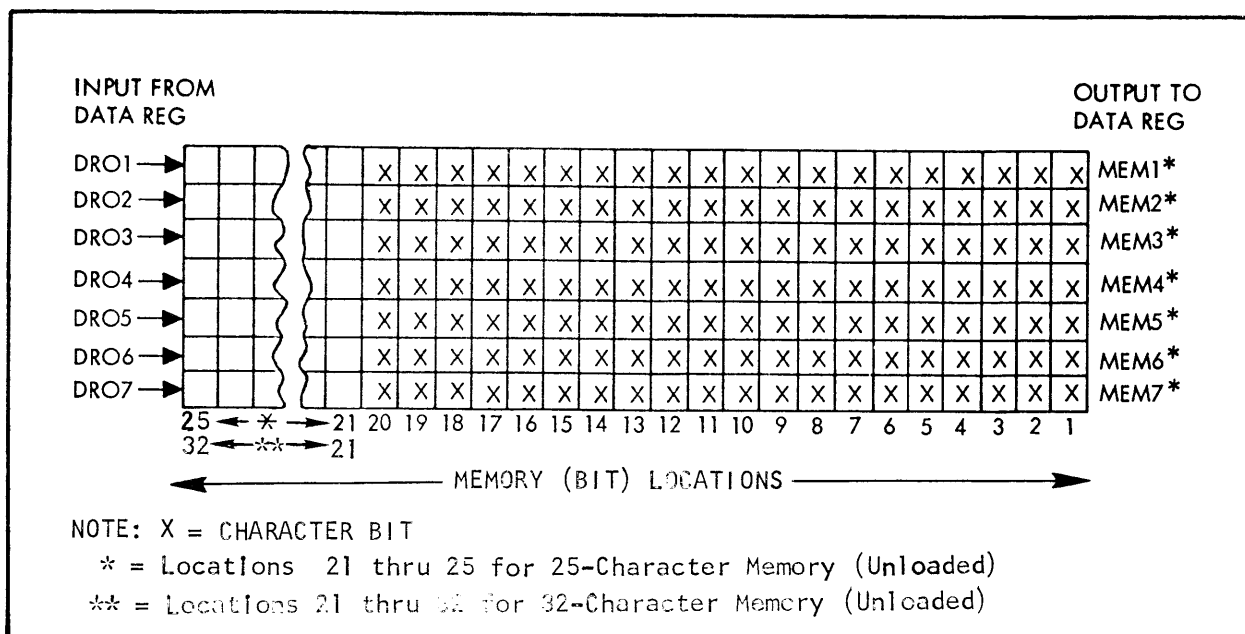 INPUT FROM
DATA REG
OUTPUT TO
DATA REG
DRO1 X X X X X X X X X X X X X X X X X X X X MEM1*
DRO2 X X X X X X X X X X X X X X X X X X X X MEM2*
DRO3 X X X X X X X X X X X X X X X X X X X X MEM3*
DRO4 X X X X X X X X X X X X X X X X X X X X MEM4*
DRO5 X X X X X X X X X X X X X X X X X X X X MEM5*
DRO6 X X X X X X X X X X X X X X X X X X X X MEM6*
DRO7 X X X X X X X X X X X X X X X X X X X X MEM7*
25 * 21 20 19 18 17 16 15 14 13 12 11 10 9 8 7 6 5 4 3 2 1
32 ** 21
MEMORY (BIT) LOCATIONS
NOTE: X = CHARACTER BIT
* = Locations 21 thru 25 for 25-Character Memory (Unloaded)
** = Locations 21 thru 32 for 32-Character Memory (Unloaded)